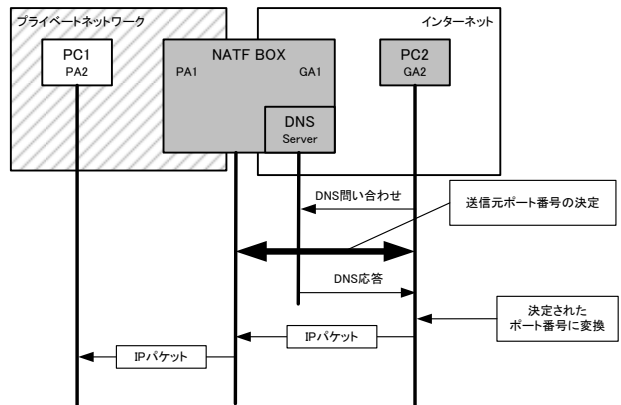 プライベートネットワーク
インターネット
PC1
PA2
NATF BOX
PA1
GA1
DNS
Server
PC2
GA2
DNS問い合わせ
送信元ポート番号の決定
DNS応答
決定された
ポート番号に変換
IPパケット
IPパケット